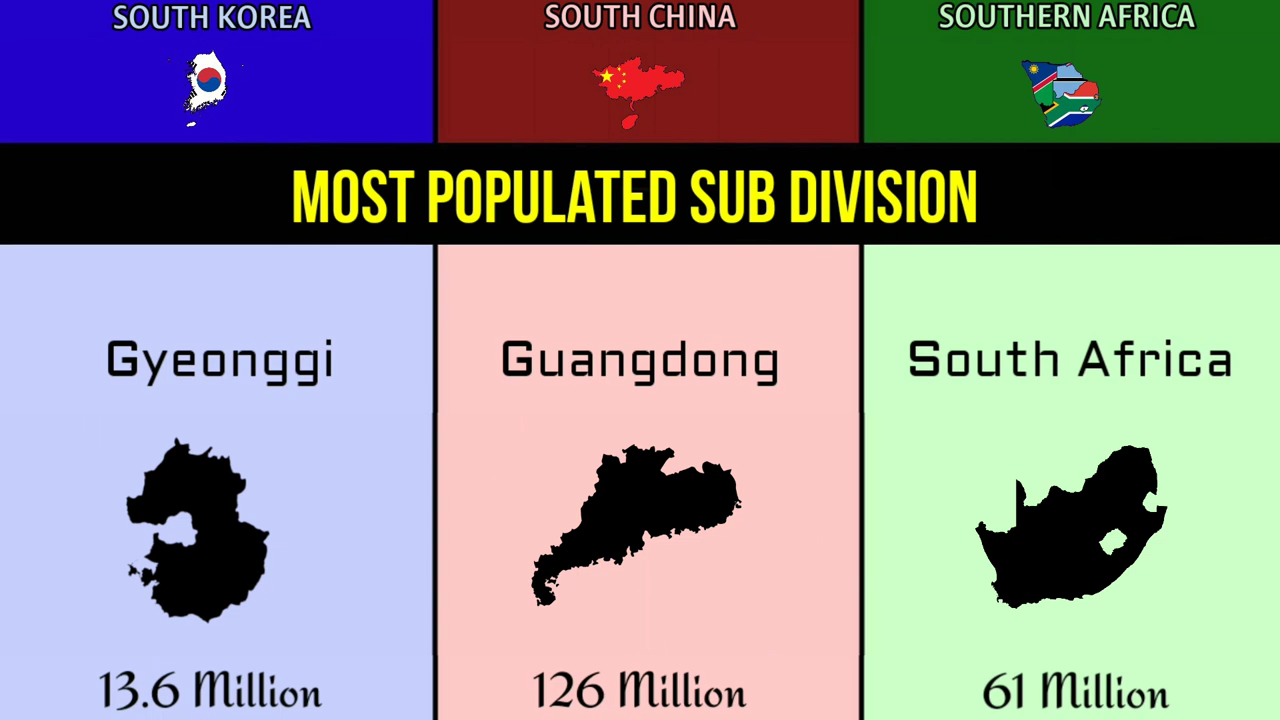 SOUTH KOREA
SOUTH CHINA
SOUTHERN AFRICA
MOST POPULATED SUB DIVISION
Gyeonggi
Guangdong
South Africa
13.6 Million
126 Million
61 Million